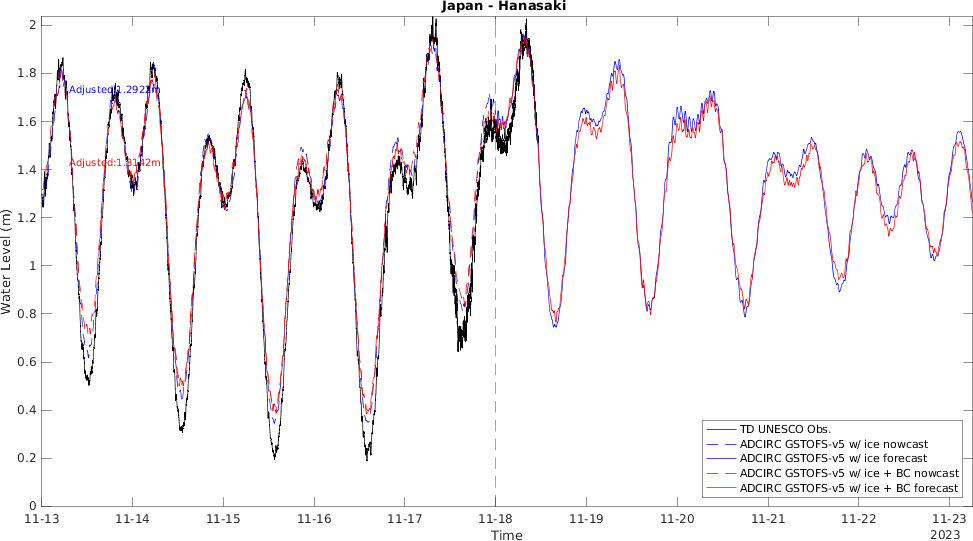 Japan - Hanasaki
2
1.8
1.6
1.4
1.2
1
0.8
0.6
0.4
0.2
0
Water Level (m)
Adjusted:1.2922m
TD UNESCO Obs.
ADCIRC GSTOFS-v5 w/ ice nowcast
ADCIRC GSTOFS-v5 w/ ice forecast
ADCIRC GSTOFS-v5 w/ ice + BC nowcast
ADCIRC GSTOFS-v5 w/ ice + BC forecast
11-13 11-14 11-15 11-16 11-17 11-18 11-19 11-20 11-21 11-22 11-23
2023
Time